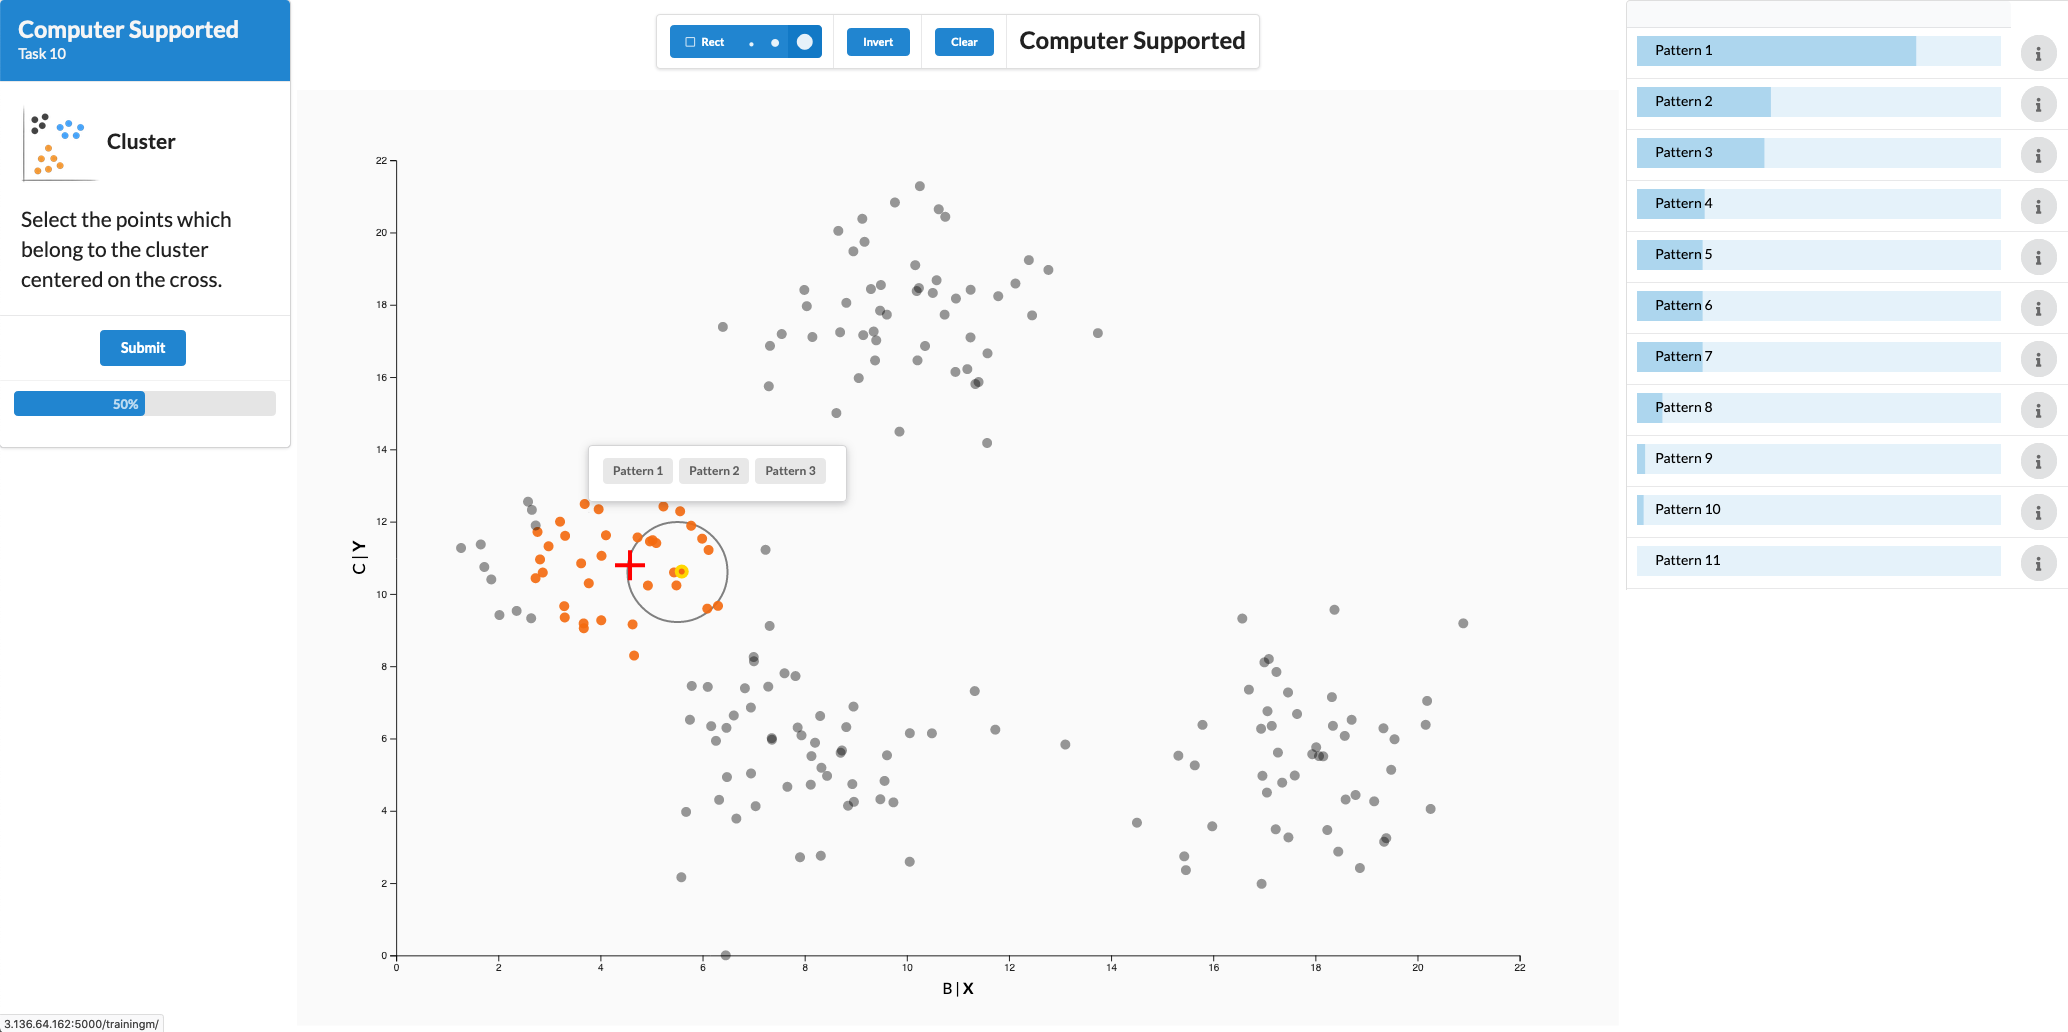 Computer Supported
Task 10
Cluster
Select the points which
belong to the cluster
centered on the cross.
Submit
50%
Rect
Invert
Clear
Computer Supported
22
20
18
16
14
12
10
8
6
4
2
0
C | Y
Pattern 1 Pattern 2 Pattern 3
0 2 4 6 8 10 12 14 16 18 20 22
B | X
Pattern 1
Pattern 2
Pattern 3
Pattern 4
Pattern 5
Pattern 6
Pattern 7
Pattern 8
Pattern 9
Pattern 10
Pattern 11
3.136.64.162:5000/trainingm/